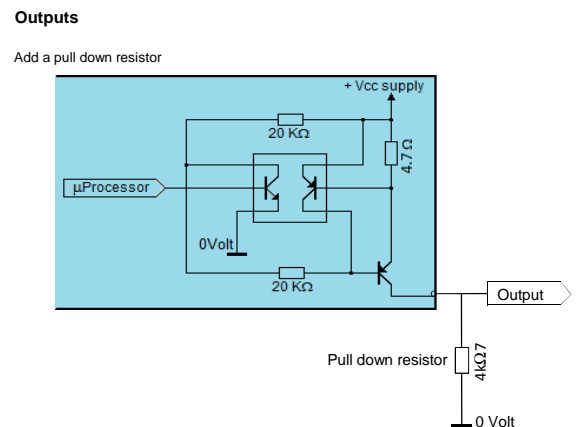 Outputs
Add a pull down resistor
+ Vcc supply
20 KΩ
4.7 Ω
µProcessor
0Volt
20 KΩ
Output
Pull down resistor
4kΩ7
0 Volt